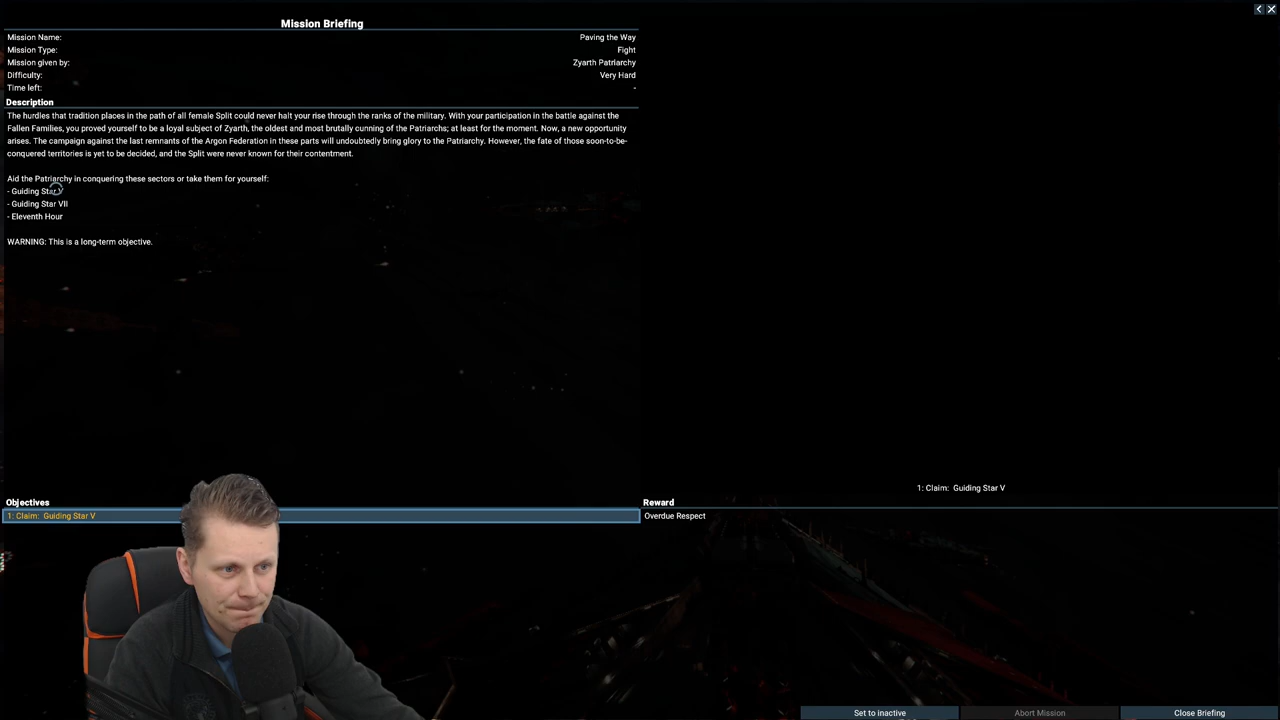 Mission Briefing
Mission Name: Paving the Way
Mission Type: Fight
Mission given by: Zyarth Patriarchy
Difficulty: Very Hard
Time left: -
Description
The hurdles that tradition places in the path of all female Split could never halt your rise through the ranks of the military. With your participation in the battle against the
Fallen Families, you proved yourself to be a loyal subject of Zyarth, the oldest and most brutally cunning of the Patriarchs; at least for the moment. Now, a new opportunity
arises. The campaign against the last remnants of the Argon Federation in these parts will undoubtedly bring glory to the Patriarchy. However, the fate of those soon-to-be-
conquered territories is yet to be decided, and the Split were never known for their contentment.
Aid the Patriarchy in conquering these sectors or take them for yourself:
- Guiding Star V
- Guiding Star VII
- Eleventh Hour
WARNING: This is a long-term objective.
1: Claim: Guiding Star V
Objectives
1: Claim: Guiding Star V
Reward
Overdue Respect
Set to inactive
Abort Mission
Close Briefing